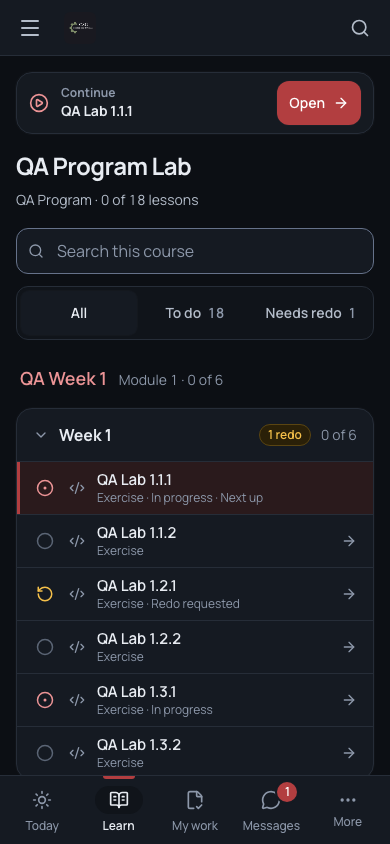 Continue
QA Lab 1.1.1
Open
QA Program Lab
QA Program · 0 of 18 lessons
Search this course
All
To do 18
Needs redo 1
QA Week 1 Module 1 · 0 of 6
Week 1
1 redo
0 of 6
QA Lab 1.1.1
Exercise · In progress · Next up
QA Lab 1.1.2
Exercise
QA Lab 1.2.1
Exercise · Redo requested
QA Lab 1.2.2
Exercise
QA Lab 1.3.1
Exercise · In progress
QA Lab 1.3.2
Exercise
1
Today
Learn
My work
Messages
More